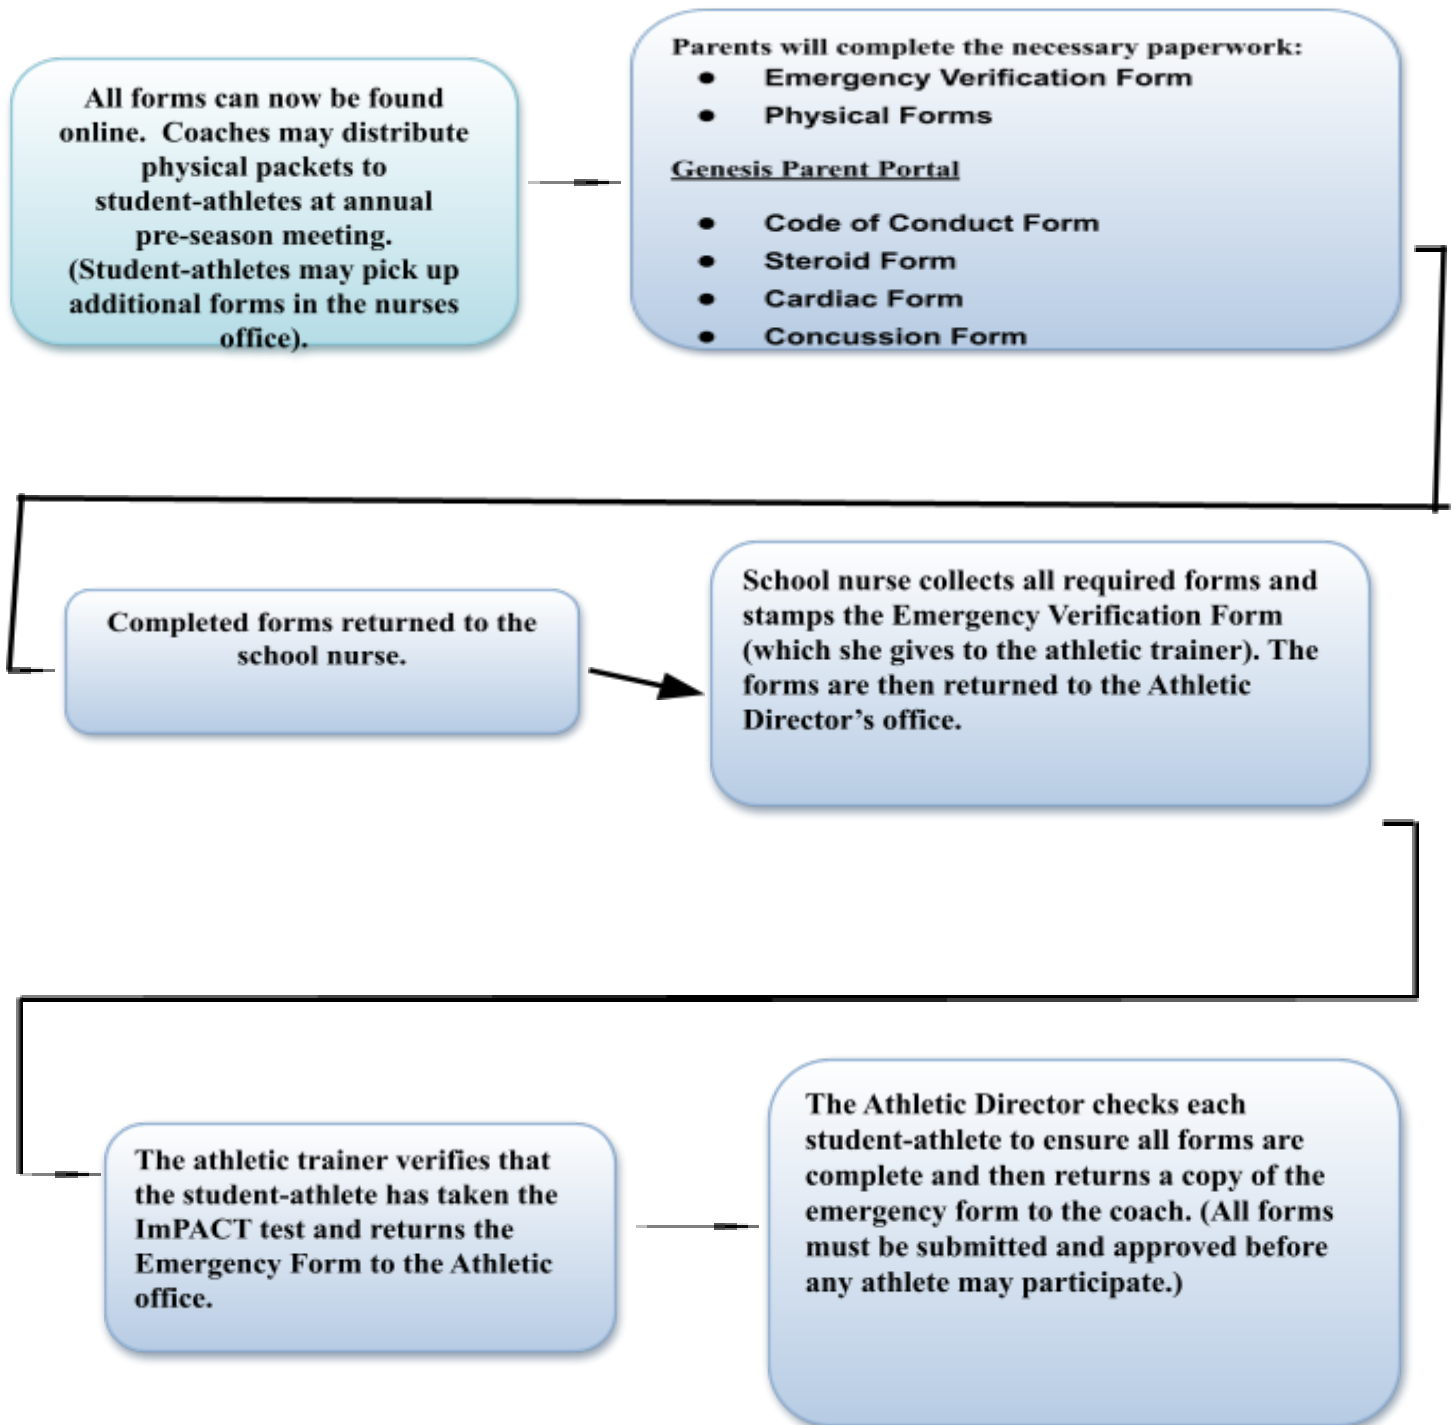 All forms can now be found
online. Coaches may distribute
physical packets to
student-athletes at annual
pre-season meeting.
(Student-athletes may pick up
additional forms in the nurses
office).
Parents will complete the necessary paperwork:
● Emergency Verification Form
● Physical Forms
Genesis Parent Portal
● Code of Conduct Form
● Steroid Form
● Cardiac Form
● Concussion Form
Completed forms returned to the
school nurse.
School nurse collects all required forms and
stamps the Emergency Verification Form
(which she gives to the athletic trainer). The
forms are then returned to the Athletic
Director’s office.
The athletic trainer verifies that
the student-athlete has taken the
ImPACT test and returns the
Emergency Form to the Athletic
office.
The Athletic Director checks each
student-athlete to ensure all forms are
complete and then returns a copy of the
emergency form to the coach. (All forms
must be submitted and approved before
any athlete may participate.)